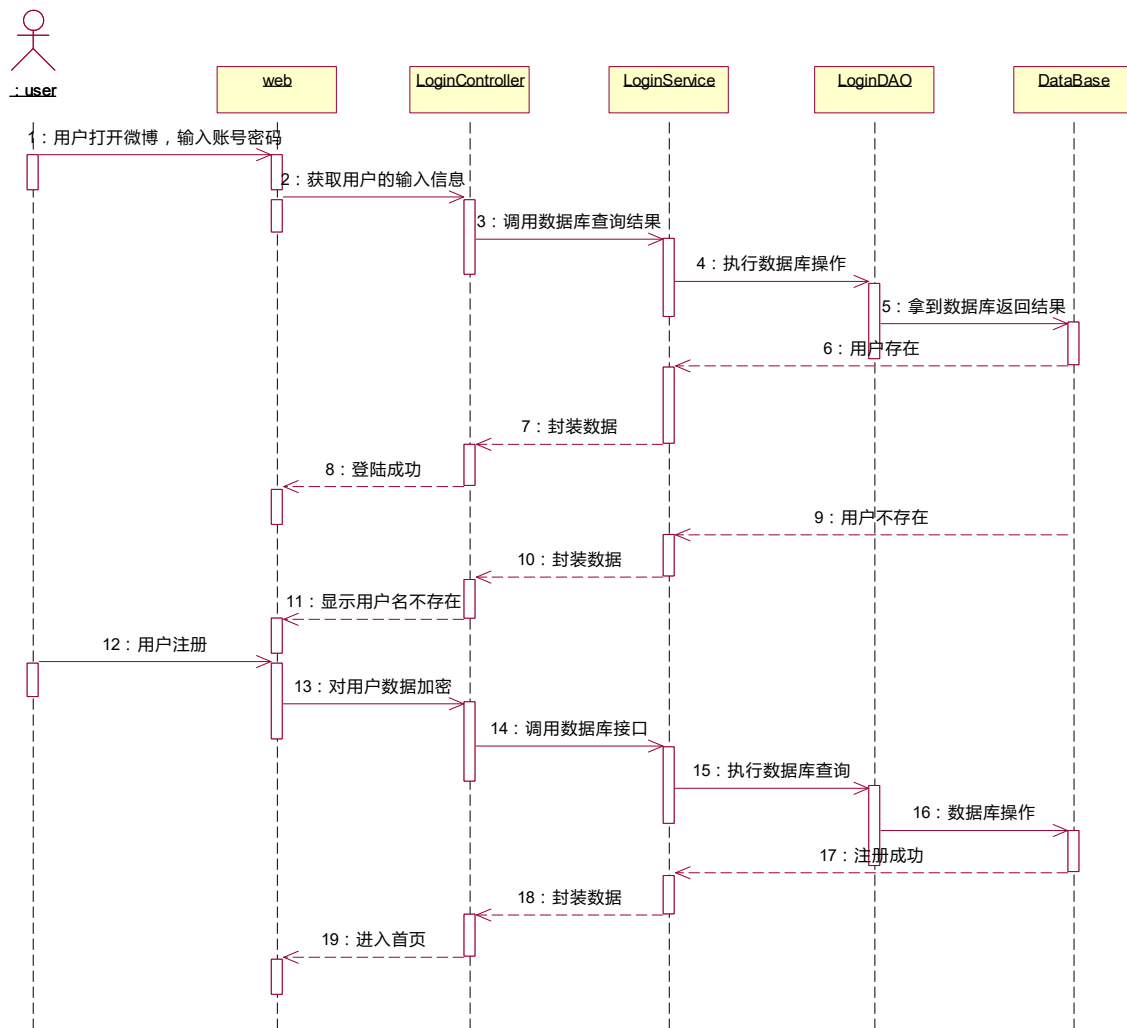 : user
web
LoginController
LoginService
LoginDAO
DataBase
1：用户打开微博，输入账号密码
2：获取用户的输入信息
3：调用数据库查询结果
4：执行数据库操作
5：拿到数据库返回结果
6：用户存在
7：封装数据
8：登陆成功
9：用户不存在
10：封装数据
11：显示用户名不存在
12：用户注册
13：对用户数据加密
14：调用数据库接口
15：执行数据库查询
16：数据库操作
17：注册成功
18：封装数据
19：进入首页